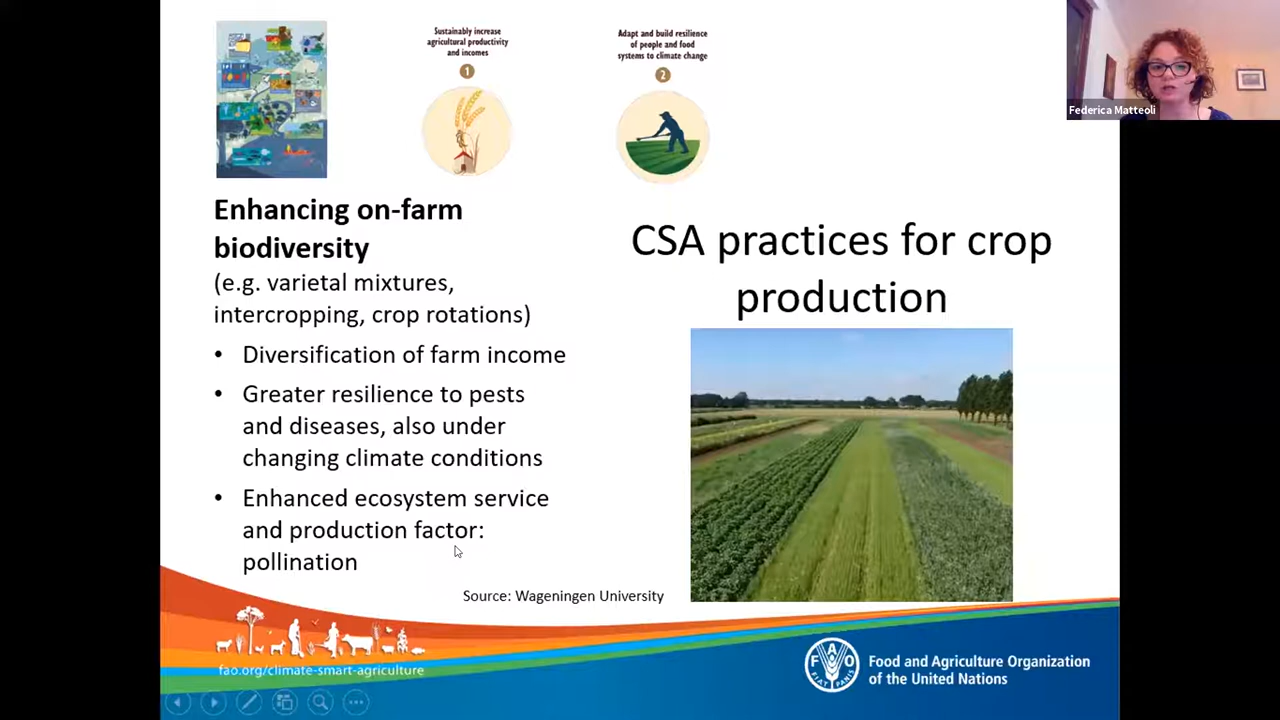 Sustainably increase
agricultural productivity
and incomes
1
Adapt and build resilience
of people and food
systems to climate change
2
Federica Matteoli
Enhancing on-farm
biodiversity
(e.g. varietal mixtures,
intercropping, crop rotations)
• Diversification of farm income
• Greater resilience to pests
and diseases, also under
changing climate conditions
• Enhanced ecosystem service
and production factor:
pollination
CSA practices for crop
production
Source: Wageningen University
fao.org/climate-smart-agriculture
FAO
FIAT PANIS
Food and Agriculture Organization
of the United Nations